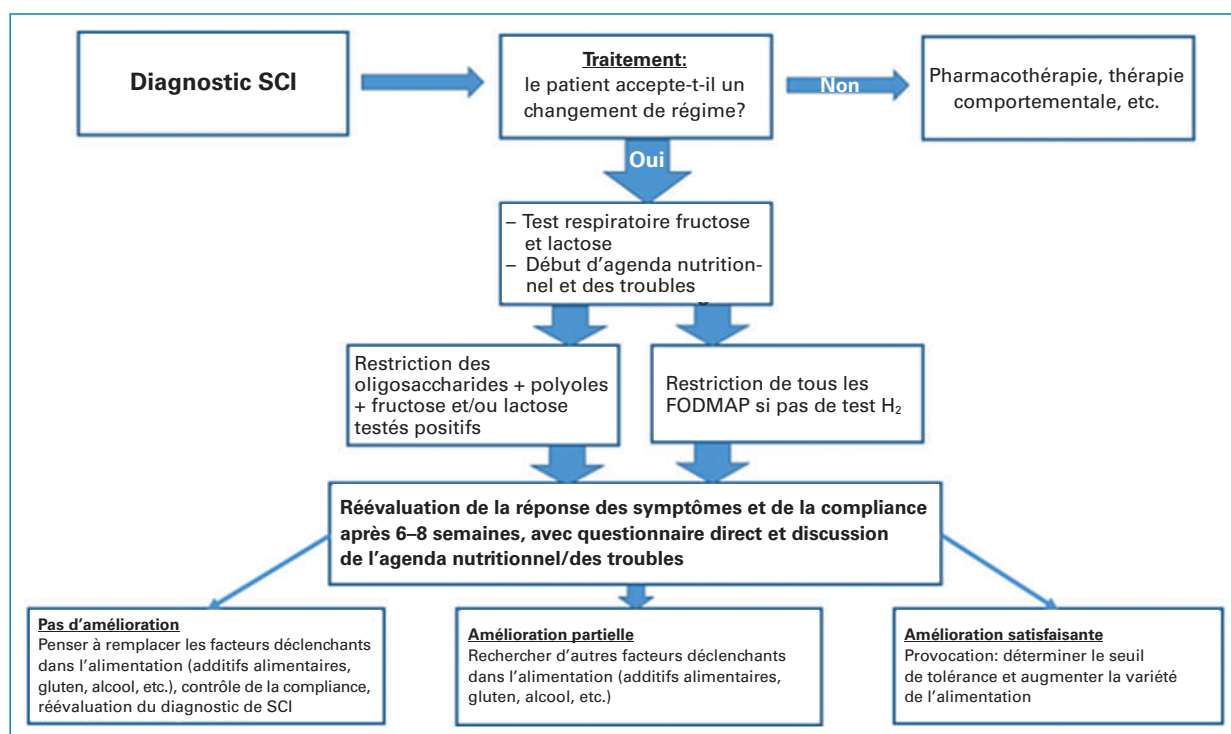 Diagnostic SCI
Traitement:
le patient accepte-t-il un
changement de régime?
Non
Pharmacothérapie, thérapie
comportementale, etc.
Oui
– Test respiratoire fructose
et lactose
– Début d’agenda nutrition-
nel et des troubles
Restriction des
oligosaccharides + polyoles
+ fructose et/ou lactose
testés positifs
Restriction de tous les
FODMAP si pas de test H₂
Réévaluation de la réponse des symptômes et de la compliance
après 6–8 semaines, avec questionnaire direct et discussion
de l’agenda nutritionnel/des troubles
Pas d’amélioration
Penser à remplacer les facteurs déclenchants
dans l’alimentation (additifs alimentaires,
gluten, alcool, etc.), contrôle de la compliance,
réévaluation du diagnostic de SCI
Amélioration partielle
Rechercher d’autres facteurs déclenchants
dans l’alimentation (additifs alimentaires,
gluten, alcool, etc.)
Amélioration satisfaisante
Provocation: déterminer le seuil
de tolérance et augmenter la variété
de l’alimentation